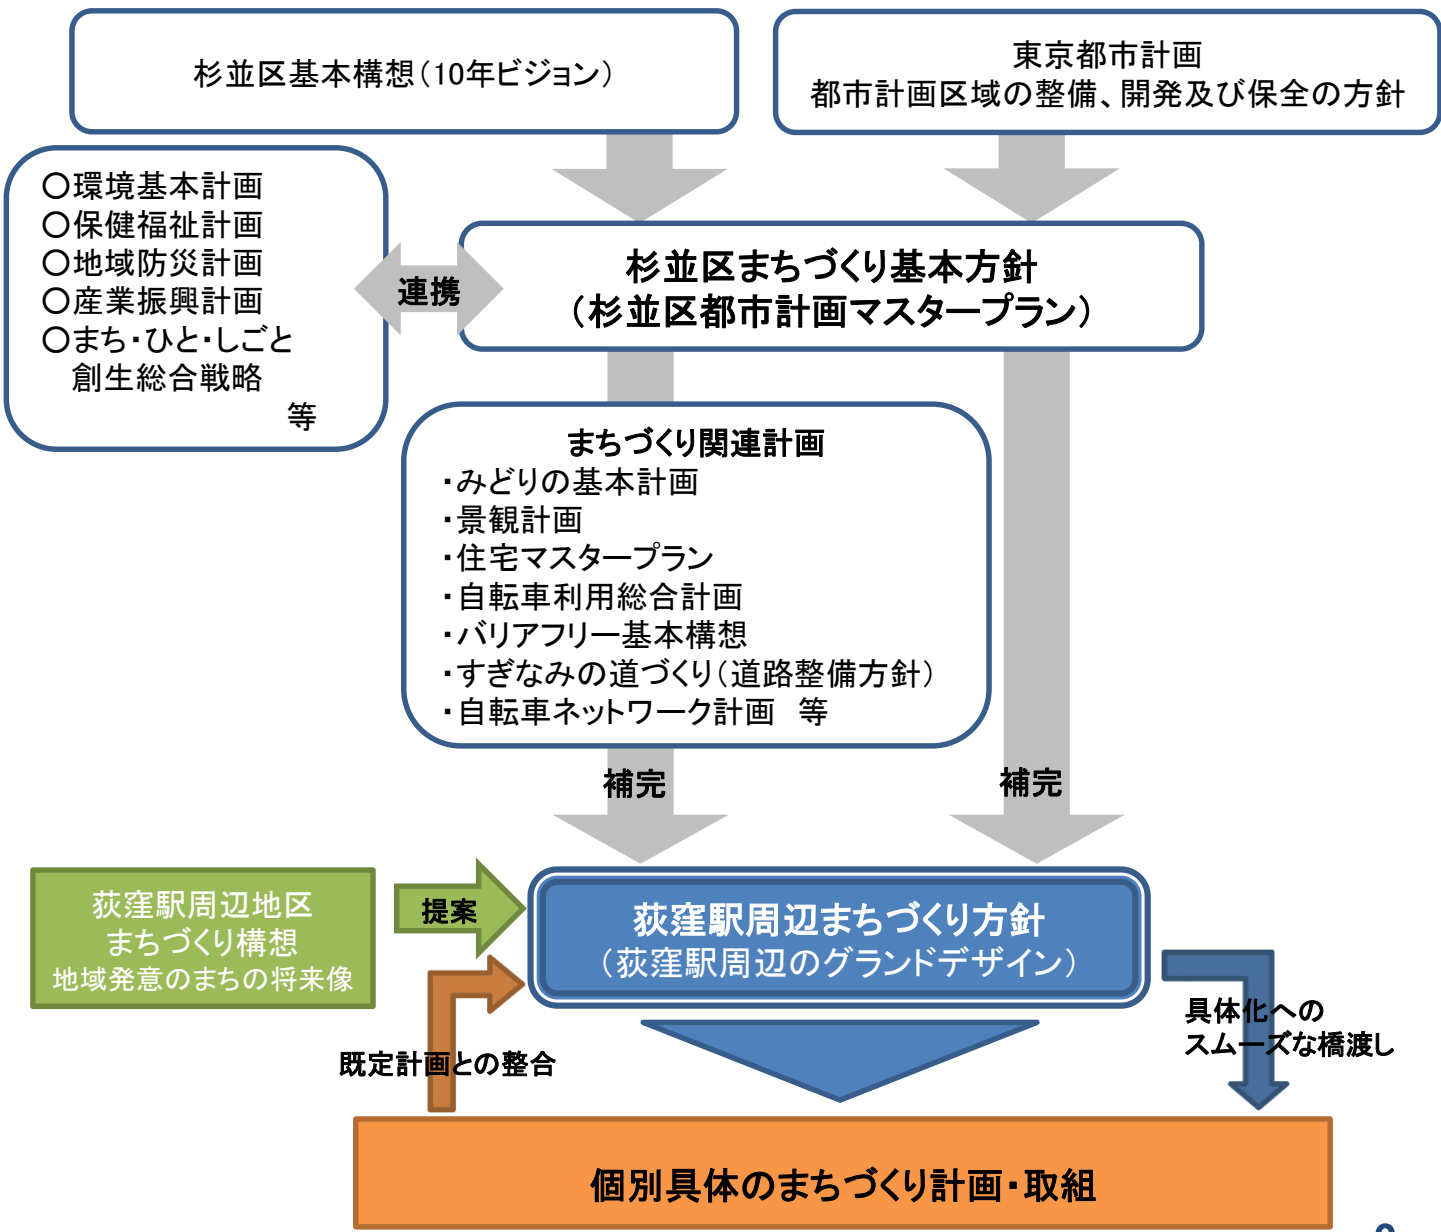 杉並区基本構想（10年ビジョン）
東京都市計画
都市計画区域の整備、開発及び保全の方針
○環境基本計画
○保健福祉計画
○地域防災計画
○産業振興計画
○まち・ひと・しごと
創生総合戦略
等
連携
杉並区まちづくり基本方針
（杉並区都市計画マスタープラン）
まちづくり関連計画
・みどりの基本計画
・景観計画
・住宅マスタープラン
・自転車利用総合計画
・バリアフリー基本構想
・すぎなみの道づくり（道路整備方針）
・自転車ネットワーク計画　等
補完
補完
荻窪駅周辺地区
まちづくり構想
地域発意のまちの将来像
提案
荻窪駅周辺まちづくり方針
（荻窪駅周辺のグランドデザイン）
既定計画との整合
具体化への
スムーズな橋渡し
個別具体のまちづくり計画・取組